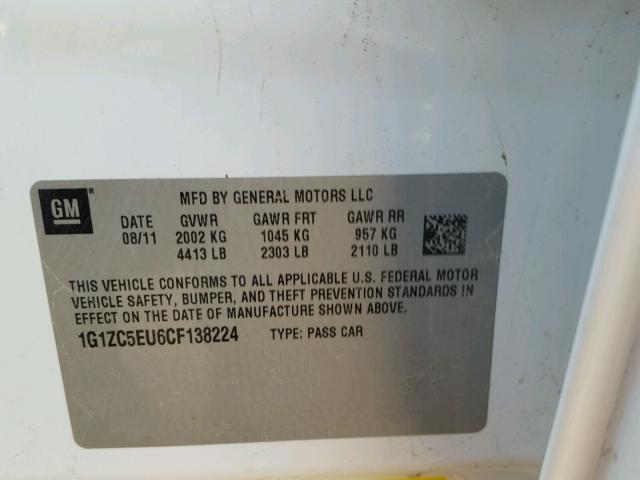 GM®
MFD BY GENERAL MOTORS LLC
DATE GVWR GAWR FRT GAWR RR
08/11 2002 KG 1045 KG 957 KG
4413 LB 2303 LB 2110 LB
THIS VEHICLE CONFORMS TO ALL APPLICABLE U.S. FEDERAL MOTOR
VEHICLE SAFETY, BUMPER, AND THEFT PREVENTION STANDARDS IN
EFFECT ON THE DATE OF MANUFACTURE SHOWN ABOVE.
1G1ZC5EU6CF138224 TYPE: PASS CAR